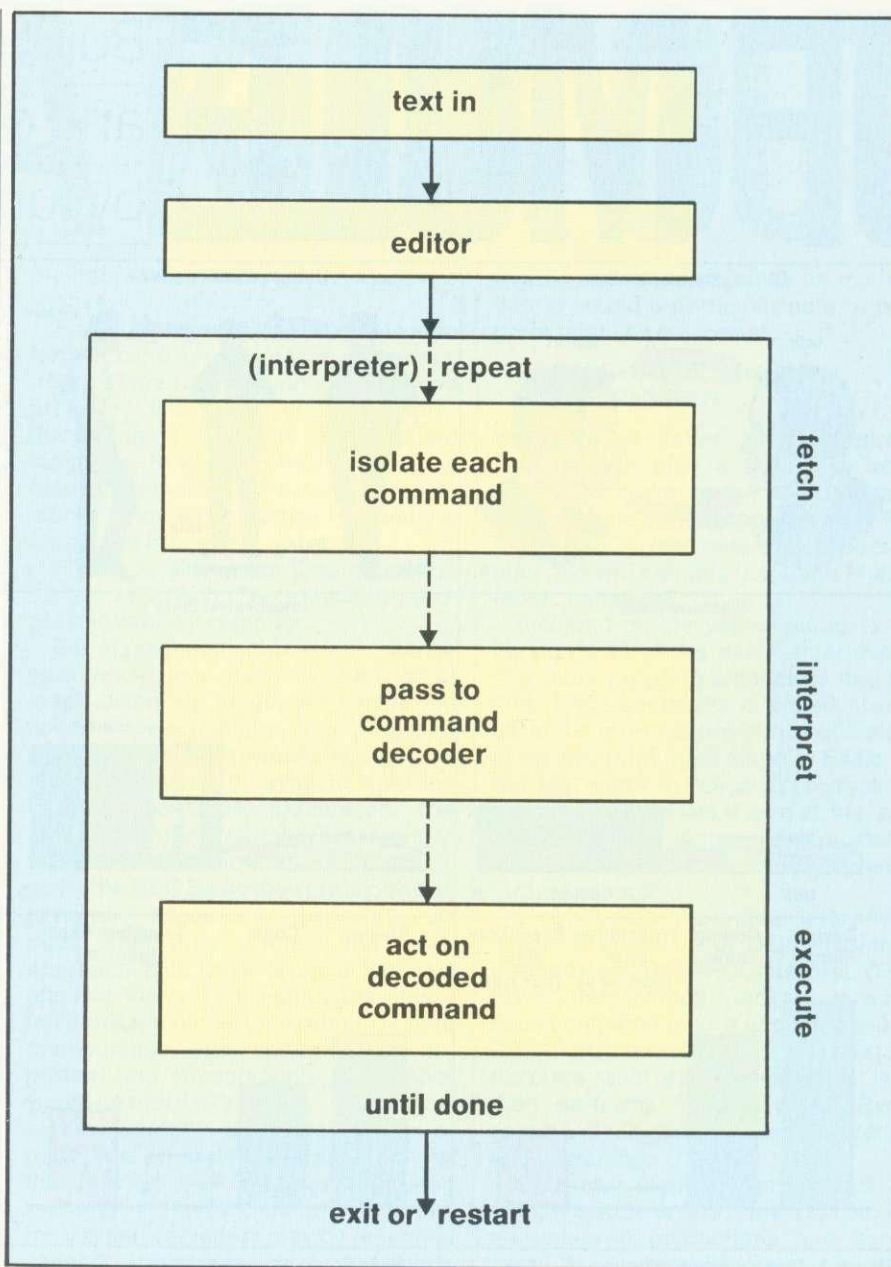 text in
editor
(interpreter) repeat
isolate each
command
fetch
pass to
command
decoder
interpret
act on
decoded
command
execute
until done
exit or restart